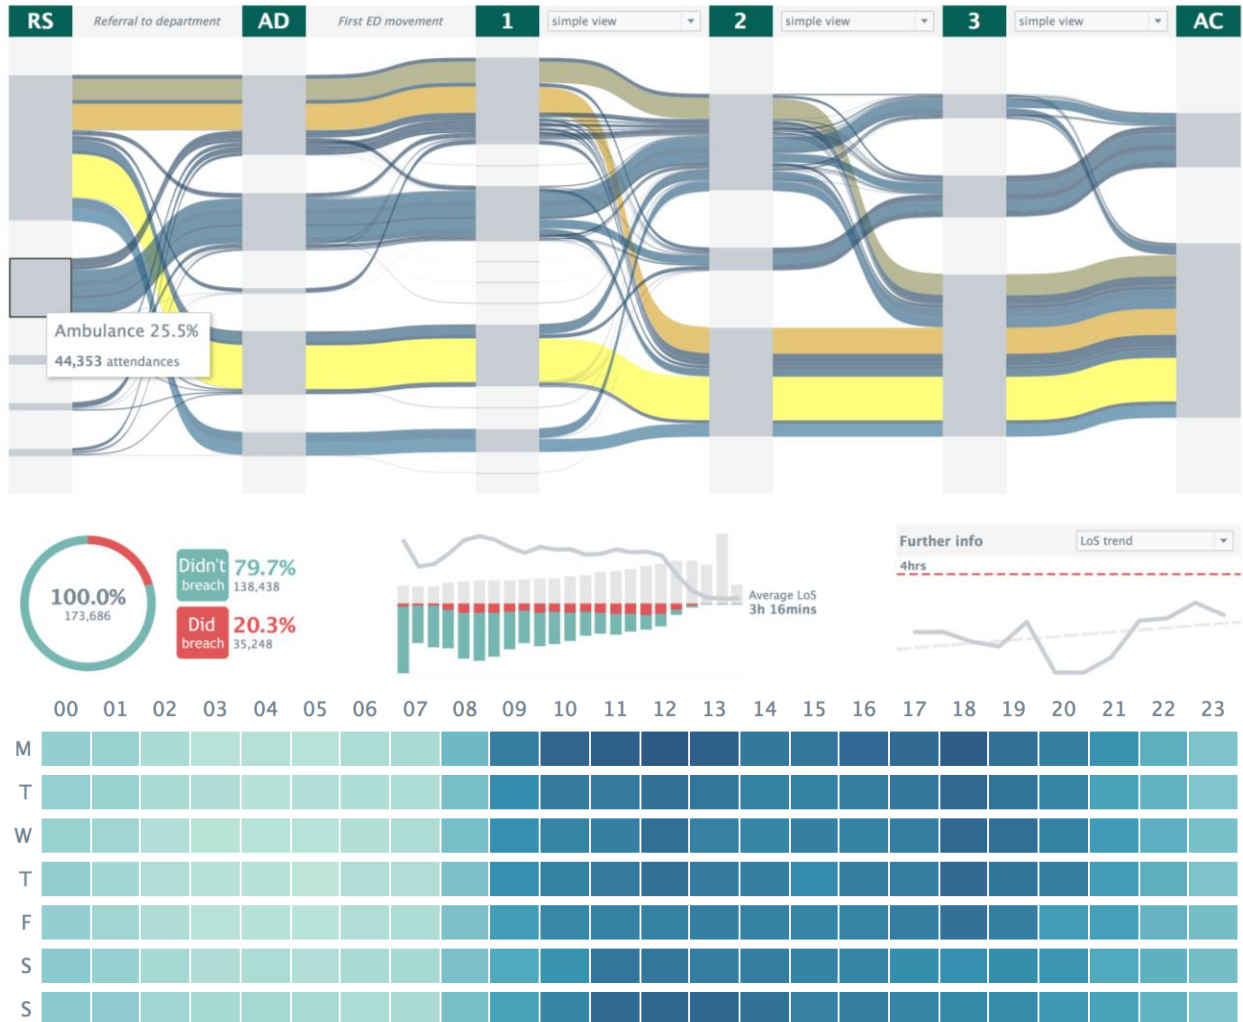 RS Referral to department AD First ED movement 1 simple view 2 simple view 3 simple view AC
Ambulance 25.5%
44,353 attendances
100.0%
173,686
Didn't
breach
79.7%
138,438
Did
breach
20.3%
35,248
Average LoS
3h 16mins
Further info LoS trend
4hrs
00 01 02 03 04 05 06 07 08 09 10 11 12 13 14 15 16 17 18 19 20 21 22 23
M
T
W
T
F
S
S